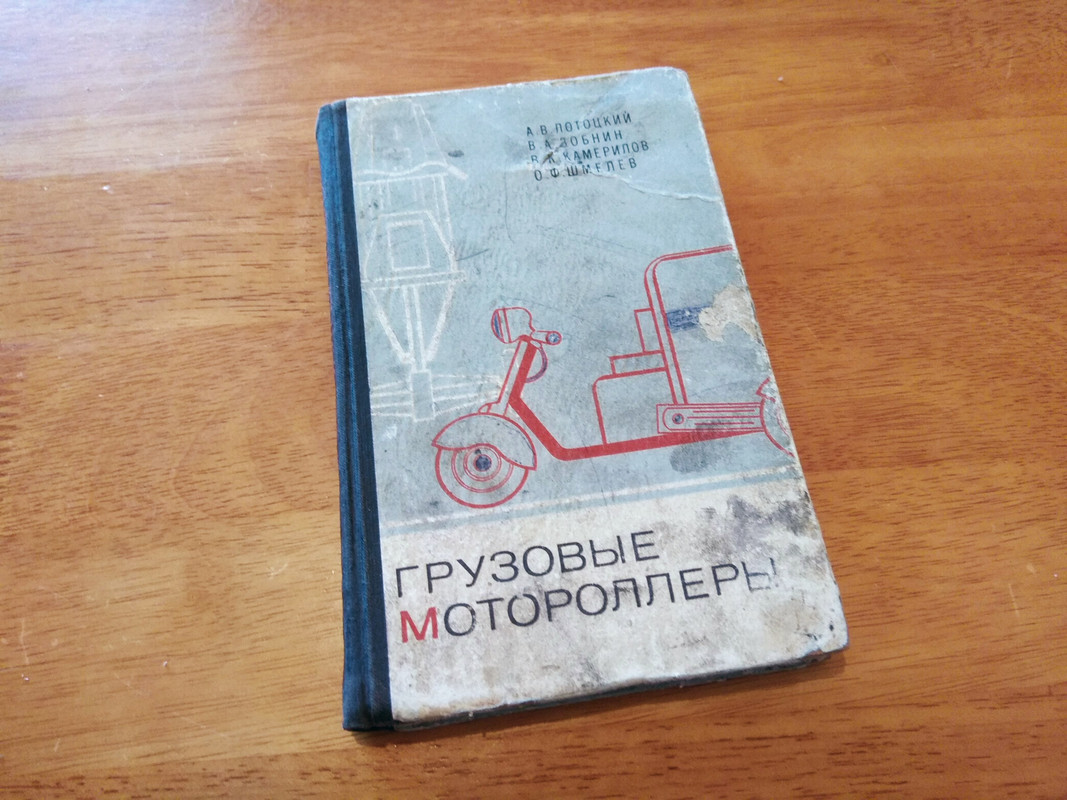 А.В.ПОТОЦКИЙ
В.А.ЗОБНИН
В.К.КАМЕРИЛОВ
О.Ф.ШМЕЛЕВ
ГРУЗОВЫЕ
МОТОРОЛЛЕРЫ